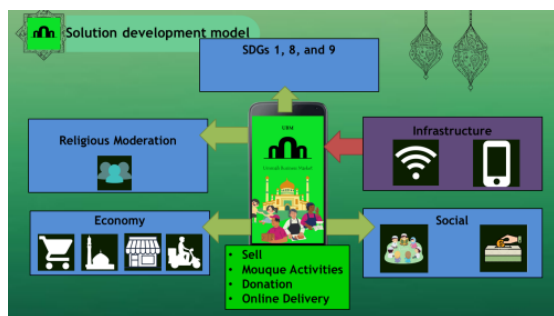 Solution development model
SDGs 1, 8, and 9
Religious Moderation
UBM
Infrastructure
Economy
Social
• Sell
• Mouque Activities
• Donation
• Online Delivery